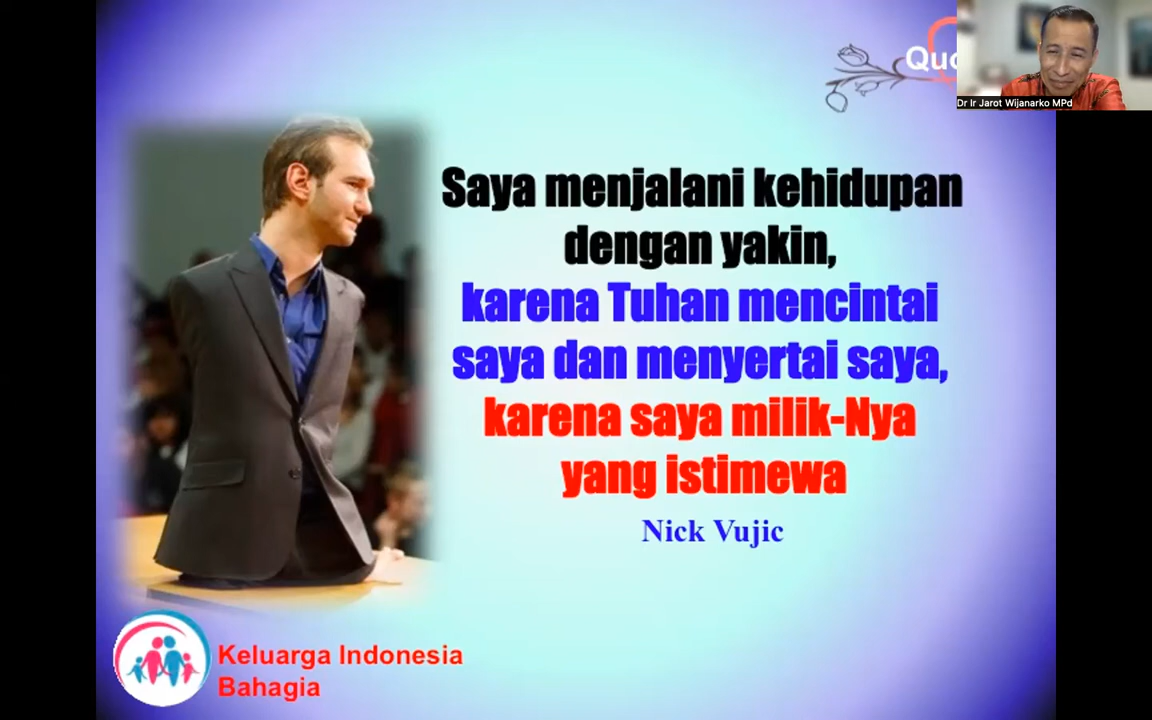 Dr Ir Jarot Wijanarko MPd
Saya menjalani kehidupan
dengan yakin,
karena Tuhan mencintai
saya dan menyertai saya,
karena saya milik-Nya
yang istimewa
Nick Vujic
Keluarga Indonesia
Bahagia